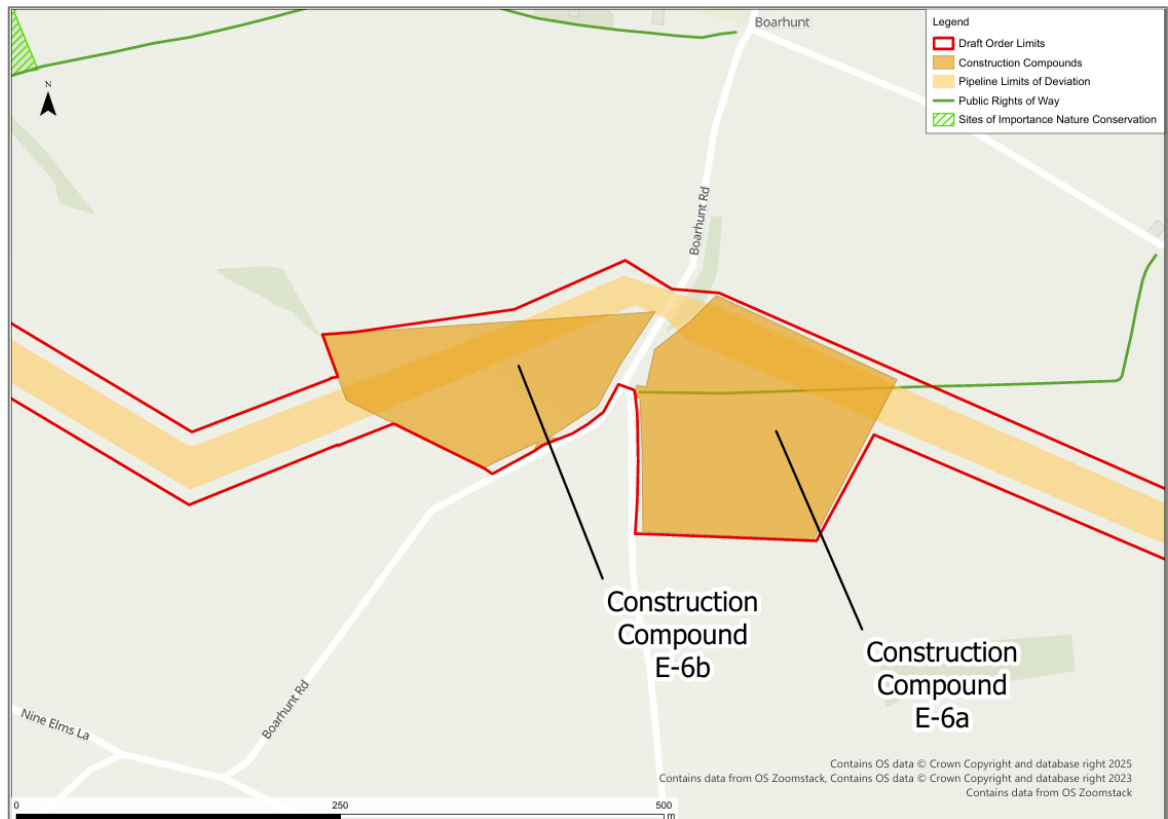 Boarhunt
Legend
Draft Order Limits
Construction Compounds
Pipeline Limits of Deviation
Public Rights of Way
Sites of Importance Nature Conservation
N
Boarhunt Rd
Construction
Compound
E-6b
Construction
Compound
E-6a
Boarhunt Rd
Nine Elms La
Contains OS data © Crown Copyright and database right 2025
Contains data from OS Zoomstack, Contains OS data © Crown Copyright and database right 2023
Contains data from OS Zoomstack
0 250 500
m